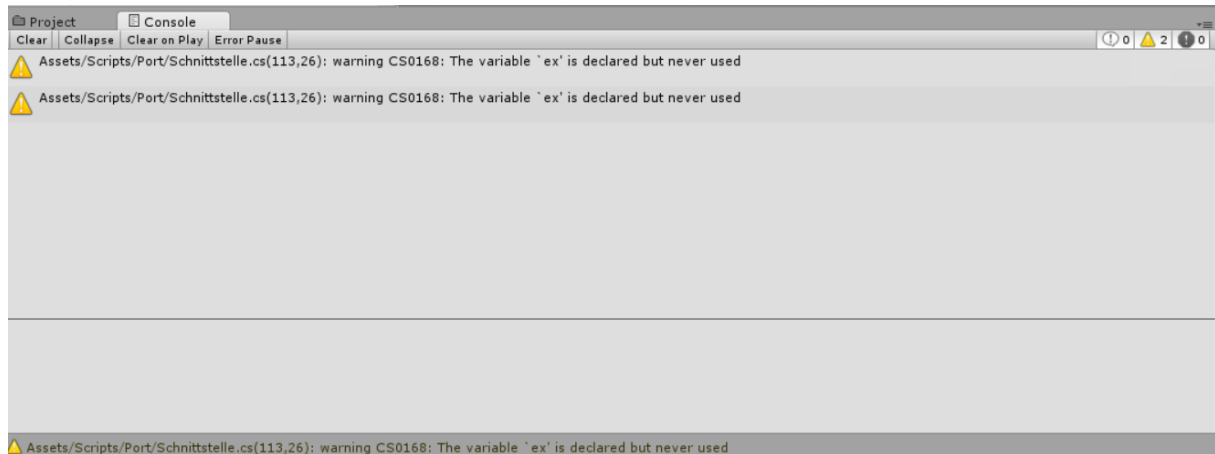 Project Console
Clear Collapse Clear on Play Error Pause 0 2 0
Assets/Scripts/Port/Schnittstelle.cs(113,26): warning CS0168: The variable `ex' is declared but never used
Assets/Scripts/Port/Schnittstelle.cs(113,26): warning CS0168: The variable `ex' is declared but never used
Assets/Scripts/Port/Schnittstelle.cs(113,26): warning CS0168: The variable `ex' is declared but never used